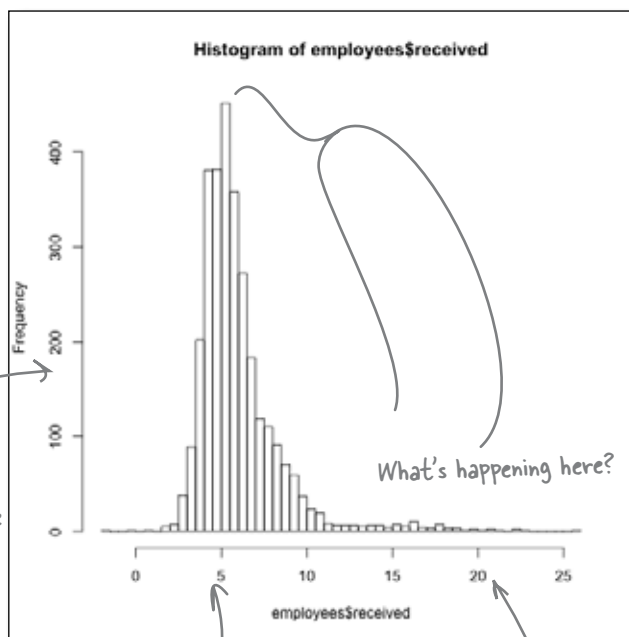 Histogram of employees$received
400
300
200
100
0
Frequency
What's happening here?
0 5 10 15 20 25
employees$received